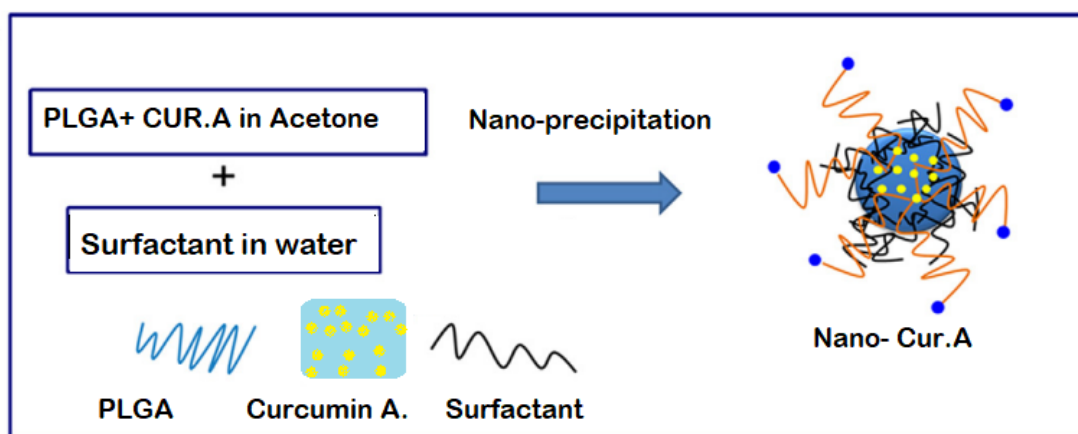 PLGA+ CUR.A in Acetone
+
Surfactant in water
Nano-precipitation
Nano- Cur.A
PLGA
Curcumin A.
Surfactant